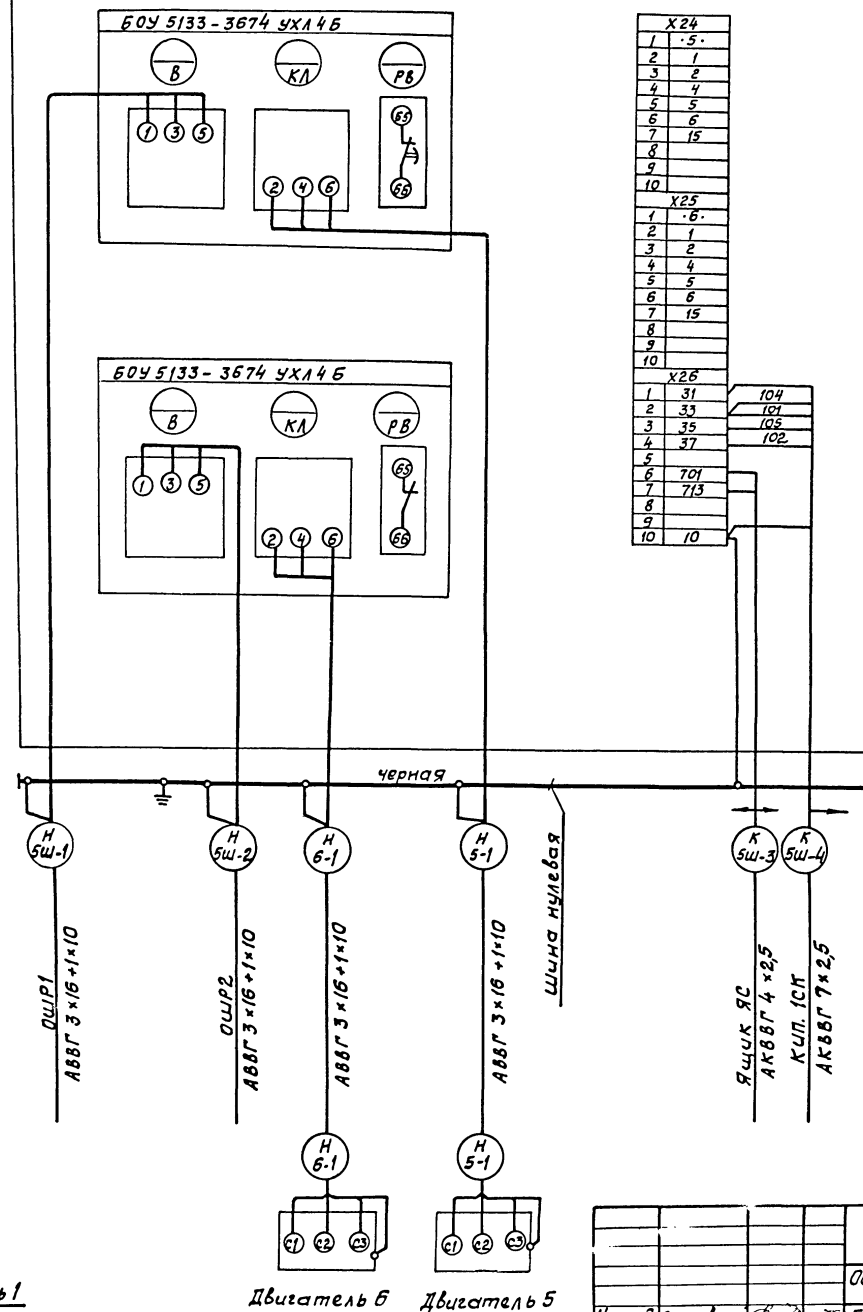 БОУ 5133-3674 УХЛ4Б
В КЛ РВ
1 3 5
65
2 4 6
66
БОУ 5133-3674 УХЛ4Б
В КЛ РВ
1 3 5
65
2 4 6
66
Х24
1 ·5·
2 1
3 2
4 4
5 5
6 6
7 15
8
9
10
Х25
1 ·6·
2 1
3 2
4 4
5 5
6 6
7 15
8
9
10
Х26
1 31 104
2 33 101
3 35 105
4 37 102
5
6 701
7 713
8
9
10 10
черная
Н 5Ш-1
Н 5Ш-2
Н 6-1
Н 5-1
К 5Ш-3
К 5Ш-4
ОШР1
АВВГ 3×16+1×10
ОШР2
АВВГ 3×16+1×10
АВВГ 3×16+1×10
АВВГ 3×16+1×10
Шина нулевая
Ящик ЯС
АКВВГ 4×2,5
КИП. 1СК
АКВВГ 7×2,5
Н 6-1
Н 5-1
С1 С2 С3
С1 С2 С3
Двигатель 6
Двигатель 5